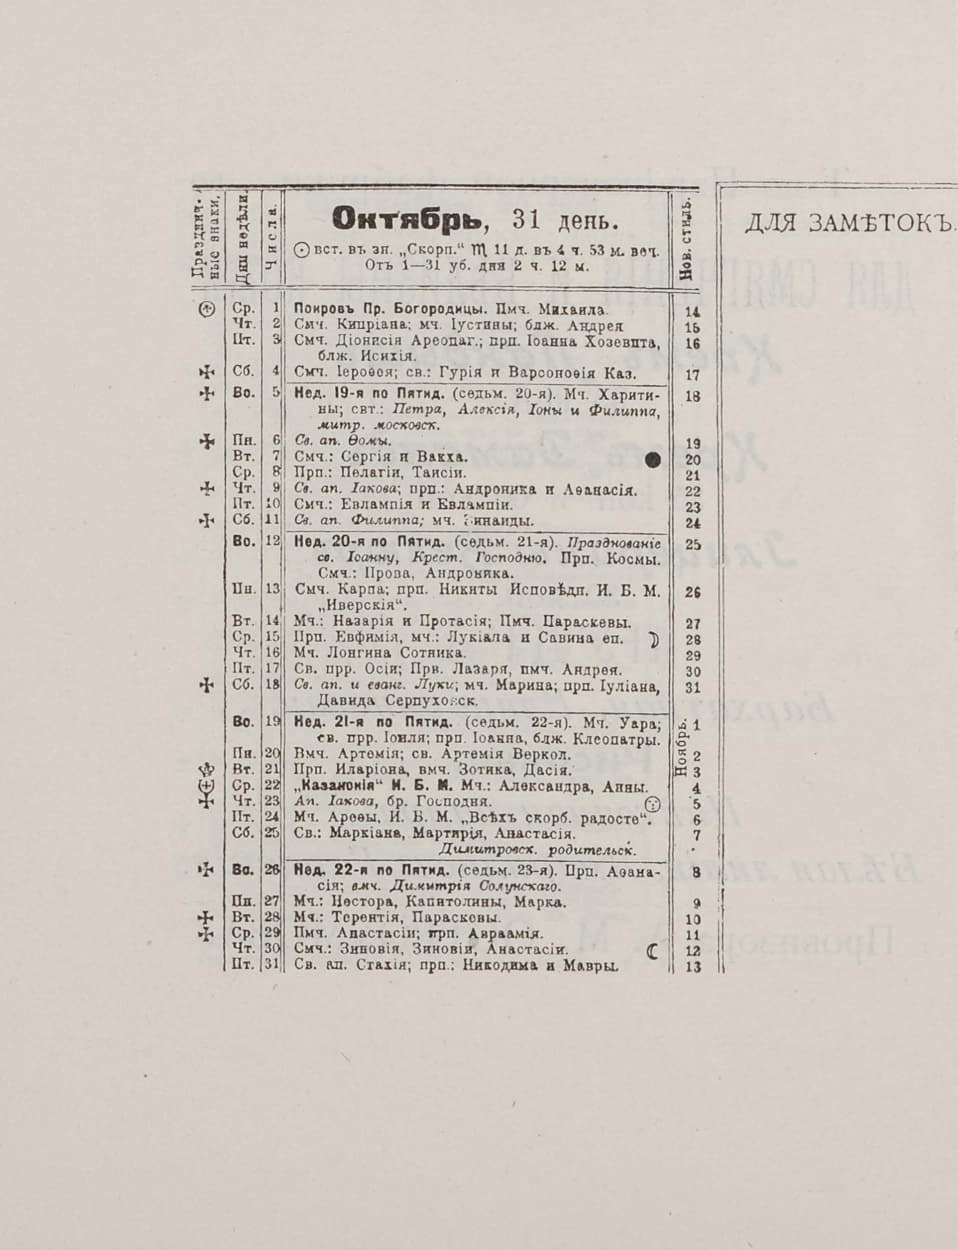 Праздничные знаки.
Дни недѣли.
Числа.
Октябрь, 31 день.
вст. въ зн. „Скорп.“ ♏ 11 д. въ 4 ч. 53 м. веч.
Отъ 1—31 уб. дня 2 ч. 12 м.
Нов. стиль.
ДЛЯ ЗАМѢТОКЪ.
Ср. 1 Покровъ Пр. Богородицы. Пмч. Михаила. 14
Чт. 2 Смч. Кипріана; мч. Іустины; блж. Андрея 15
Пт. 3 Смч. Діонисія Ареопаг.; прп. Іоанна Хозевита, 16
блж. Исихія.
Сб. 4 Смч. Іероѳея; св.: Гурія и Варсонофія Каз. 17
Во. 5 Нед. 19-я по Пятид. (седьм. 20-я). Мч. Харити- 18
ны; свт.: Петра, Алексія, Іоны и Филиппа,
митр. московск.
Пн. 6 Св. ап. Ѳомы. 19
Вт. 7 Смч.: Сергія и Вакха. 20
Ср. 8 Прп.: Пелагіи, Таисіи. 21
Чт. 9 Св. ап. Іакова; прп.: Андроника и Аѳанасія. 22
Пт. 10 Смч.: Евлампія и Евлампіи. 23
Сб. 11 Св. ап. Филиппа; мч. Зинаиды. 24
Во. 12 Нед. 20-я по Пятид. (седьм. 21-я). Празднованіе 25
св. Іоанну, Крест. Господню. Прп. Космы.
Смч.: Прова, Андроника.
Пн. 13 Смч. Карпа; прп. Никиты Исповѣдн. И. Б. М. 26
„Иверскія“.
Вт. 14 Мч.: Назарія и Протасія; Пмч. Параскевы. 27
Ср. 15 Прп. Евфимія, мч.: Лукіана и Савина еп. 28
Чт. 16 Мч. Лонгина Сотника. 29
Пт. 17 Св. прр. Осіи; Прв. Лазаря, пмч. Андрея. 30
Сб. 18 Св. ап. и еванг. Луки; мч. Марина; прп. Іуліана, 31
Давида Серпуховск.
Во. 19 Нед. 21-я по Пятид. (седьм. 22-я). Мч. Уара; 1
св. прр. Іоиля; прп. Іоанна, блж. Клеопатры.
Ноябрь.
Пн. 20 Вмч. Артемія; св. Артемія Веркол. 2
Вт. 21 Прп. Иларіона, вмч. Зотика, Дасія. 3
Ср. 22 „Казанскія“ И. Б. М. Мч.: Александра, Анны. 4
Чт. 23 Ап. Іакова, бр. Господня. 5
Пт. 24 Мч. Ареѳы, И. Б. М. „Всѣхъ скорб. радосте“. 6
Сб. 25 Св.: Маркіана, Мартирія, Анастасія. 7
Димитровск. родительск.
Во. 26 Нед. 22-я по Пятид. (седьм. 23-я). Прп. Аѳана- 8
сія; вмч. Димитрія Солунскаго.
Пн. 27 Мч.: Нестора, Капитолины, Марка. 9
Вт. 28 Мч.: Терентія, Параскевы. 10
Ср. 29 Пмч. Анастасіи; прп. Авраамія. 11
Чт. 30 Смч.: Зиновія, Зиновіи, Анастасіи. 12
Пт. 31 Св. ап. Стахія; прп.: Никодима и Мавры. 13